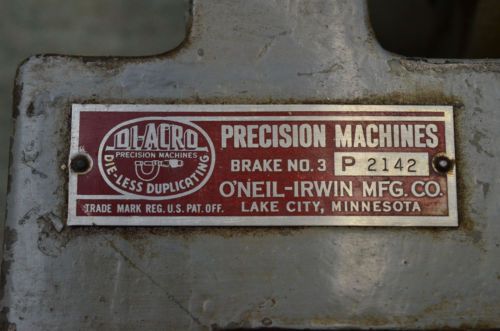 DI-ACRO
PRECISION MACHINES
DIE-LESS DUPLICATING
TRADE MARK REG. U.S. PAT. OFF.
PRECISION MACHINES
BRAKE NO. 3 P 2142
O'NEIL-IRWIN MFG. CO.
LAKE CITY, MINNESOTA